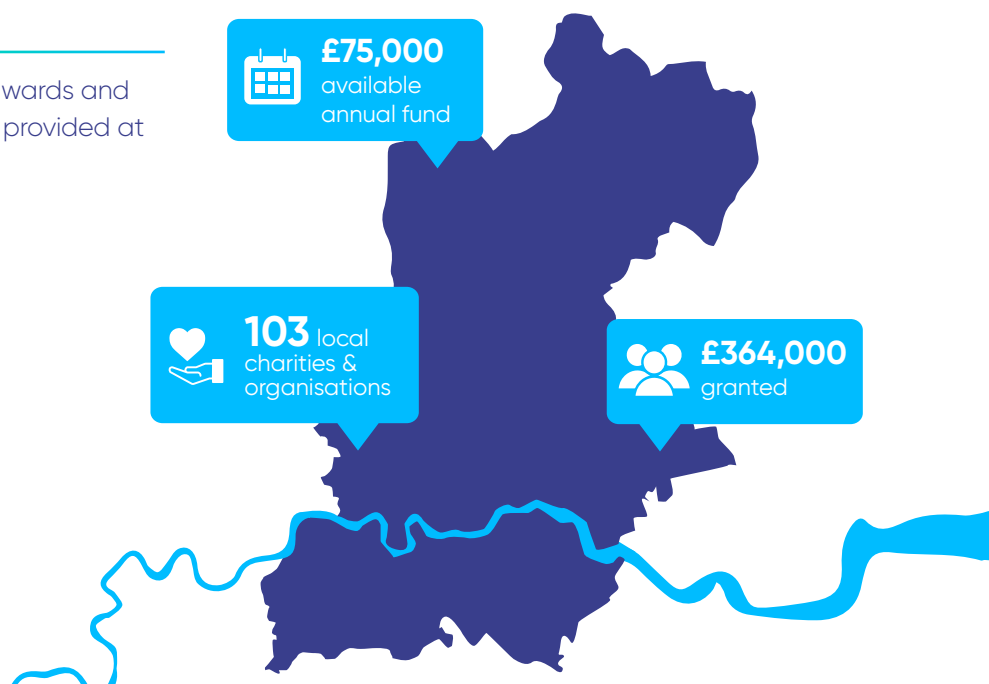 wards and
provided at
£75,000
available
annual fund
103 local
charities &
organisations
£364,000
granted